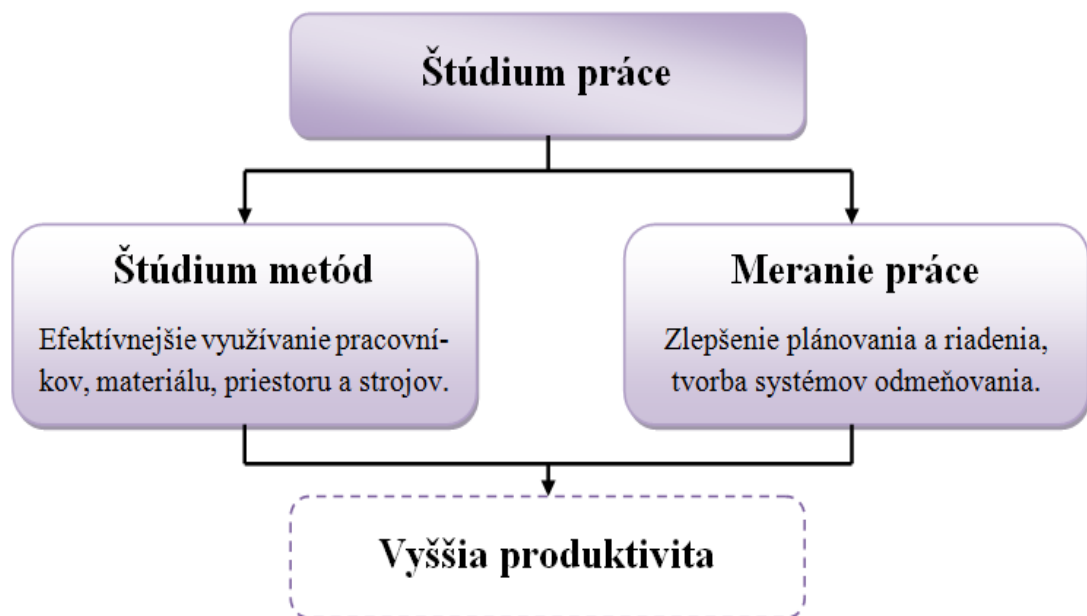 Štúdium práce
Štúdium metód
Efektívnejšie využívanie pracovní-
kov, materiálu, priestoru a strojov.
Meranie práce
Zlepšenie plánovania a riadenia,
tvorba systémov odmeňovania.
Vyššia produktivita